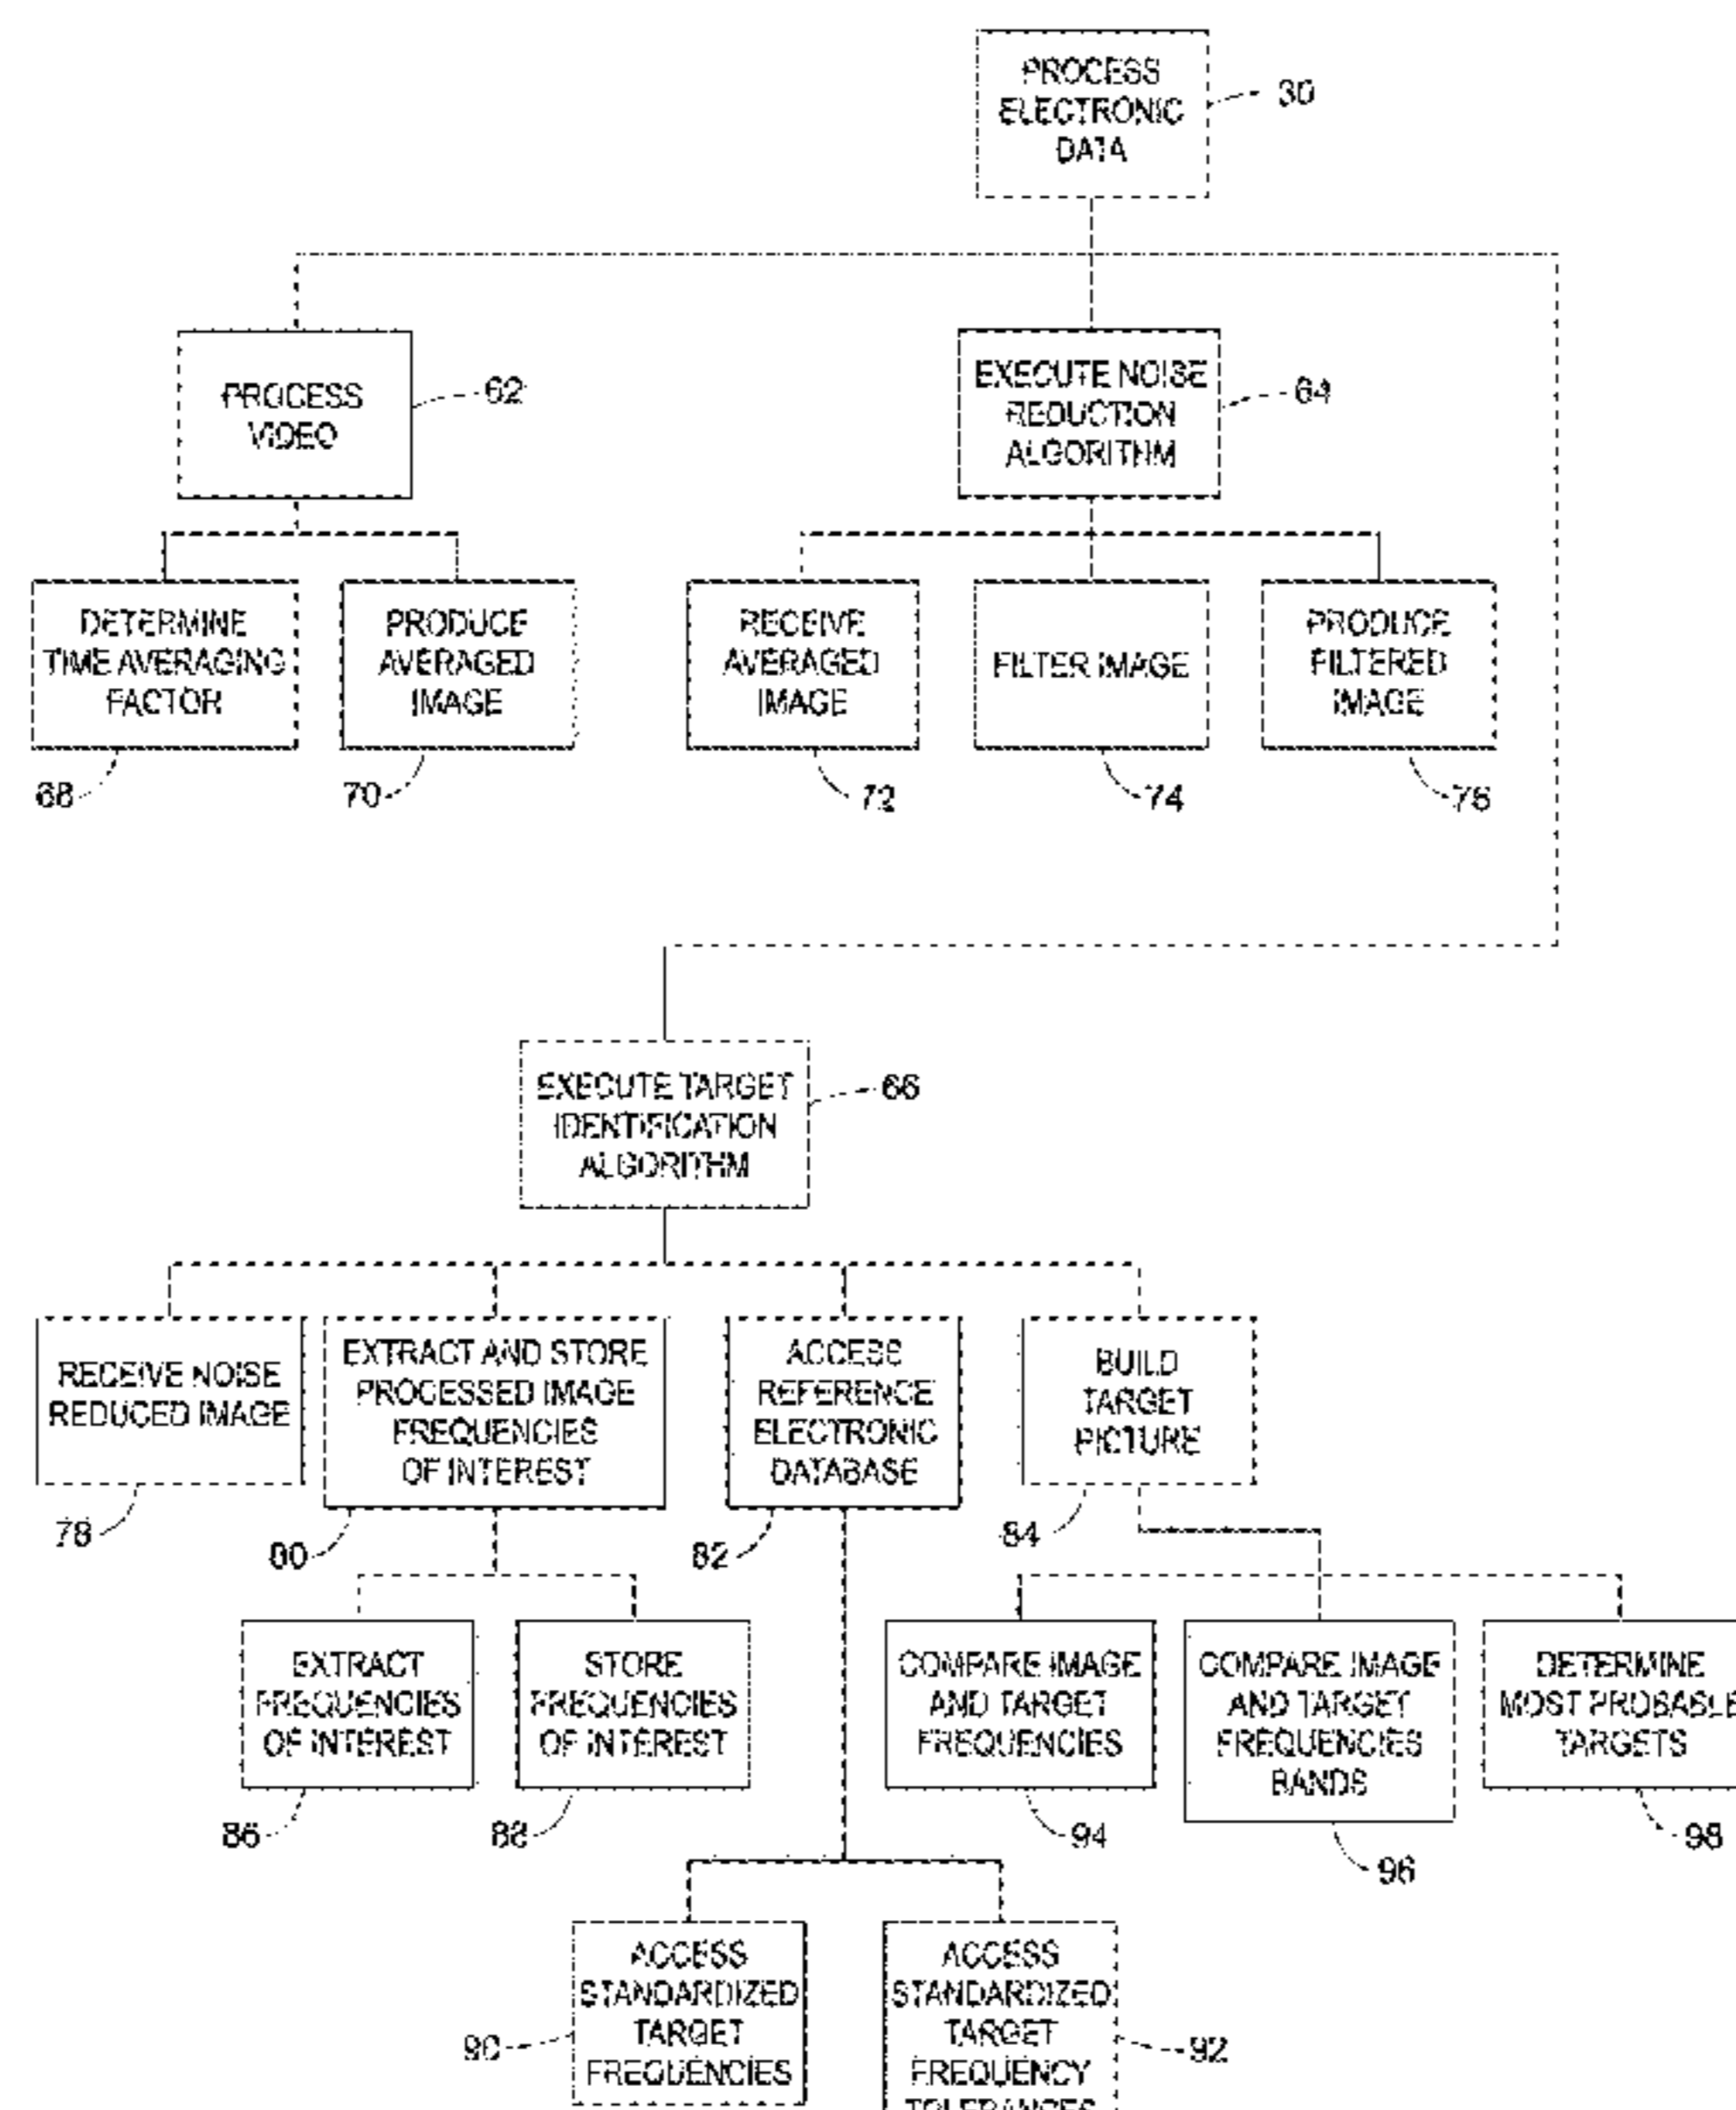 PROCESS
ELECTRONIC
DATA
30
PROCESS
VIDEO
62
EXECUTE NOISE
REDUCTION
ALGORITHM
64
DETERMINE
TIME AVERAGING
FACTOR
68
PRODUCE
AVERAGED
IMAGE
70
RECEIVE
AVERAGED
IMAGE
72
FILTER IMAGE
74
PRODUCE
FILTERED
IMAGE
76
EXECUTE TARGET
IDENTIFICATION
ALGORITHM
66
RECEIVE NOISE
REDUCED IMAGE
78
EXTRACT AND STORE
PROCESSED IMAGE
FREQUENCIES
OF INTEREST
80
ACCESS
REFERENCE
ELECTRONIC
DATABASE
82
BUILD
TARGET
PICTURE
84
EXTRACT
FREQUENCIES
OF INTEREST
86
STORE
FREQUENCIES
OF INTEREST
88
COMPARE IMAGE
AND TARGET
FREQUENCIES
94
COMPARE IMAGE
AND TARGET
FREQUENCIES
BANDS
96
DETERMINE
MOST PROBABLE
TARGETS
98
ACCESS
STANDARDIZED
TARGET
FREQUENCIES
90
ACCESS
STANDARDIZED
TARGET
FREQUENCY
TOLERANCES
92